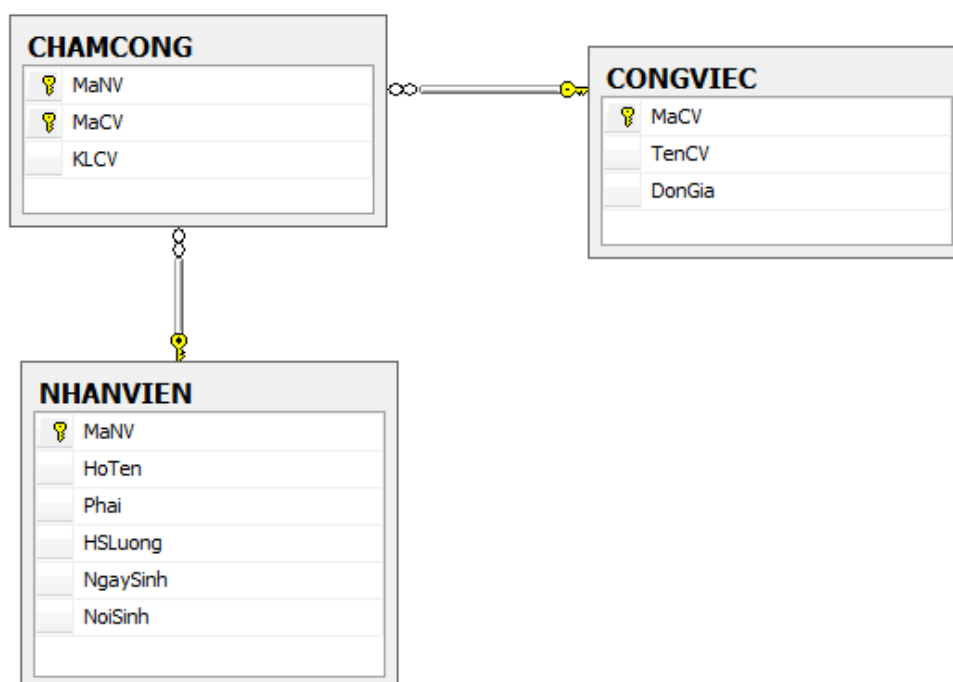 CHAMCONG
MaNV
MaCV
KLCV
CONGVIEC
MaCV
TenCV
DonGia
NHANVIEN
MaNV
HoTen
Phai
HSLuong
NgaySinh
NoiSinh